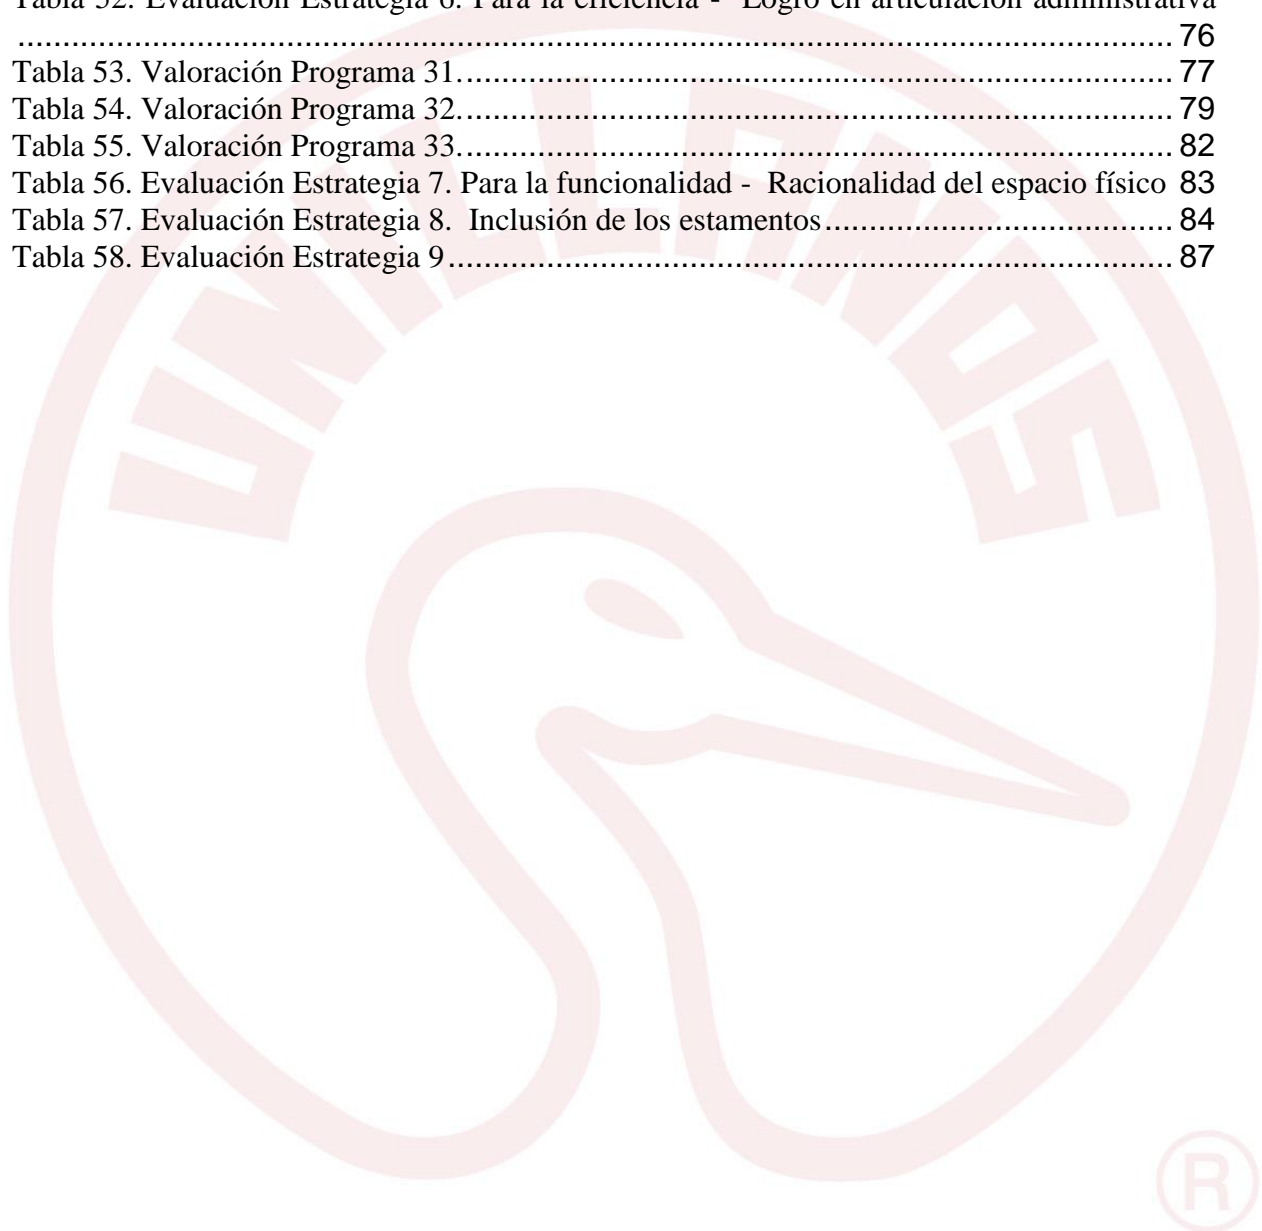 Tabla 52. Evaluación Estrategia 6. Para la eficiencia - Logro en articulación administrativa
........................................................................................................................... 76
Tabla 53. Valoración Programa 31............................................................................... 77
Tabla 54. Valoración Programa 32............................................................................... 79
Tabla 55. Valoración Programa 33............................................................................... 82
Tabla 56. Evaluación Estrategia 7. Para la funcionalidad - Racionalidad del espacio físico 83
Tabla 57. Evaluación Estrategia 8. Inclusión de los estamentos....................................... 84
Tabla 58. Evaluación Estrategia 9................................................................................. 87
UNILLANOS
®